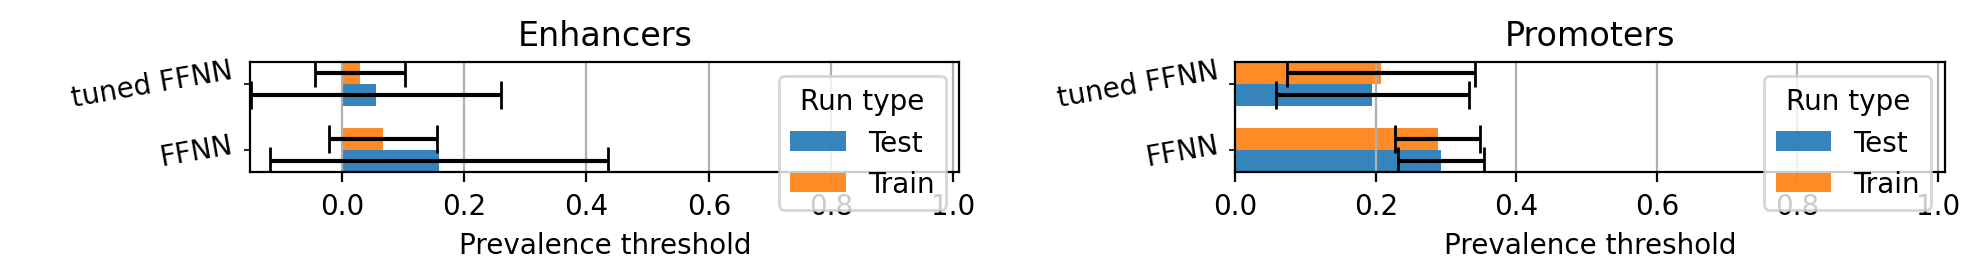 Enhancers
tuned FFNN
FFNN
Run type
Test
Train
0.0 0.2 0.4 0.6 0.8 1.0
Prevalence threshold
Promoters
tuned FFNN
FFNN
Run type
Test
Train
0.0 0.2 0.4 0.6 0.8 1.0
Prevalence threshold